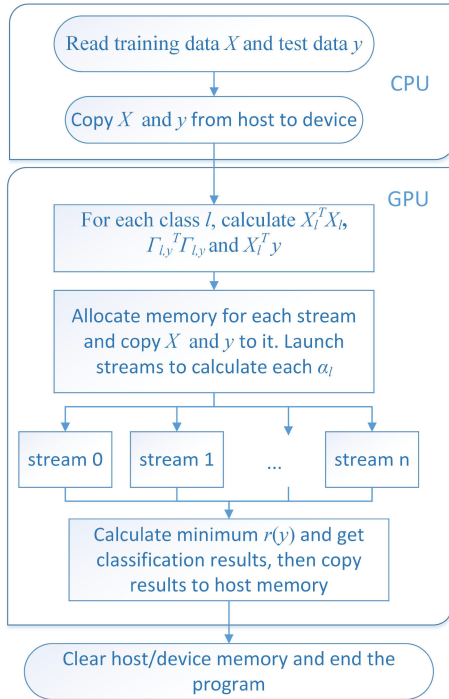 Read training data X and test data y
CPU
Copy X and y from host to device
GPU
For each class l, calculate X_l^T X_l,
Γ_{l,y}^T Γ_{l,y} and X_l^T y
Allocate memory for each stream
and copy X and y to it. Launch
streams to calculate each α_l
stream 0
stream 1
...
stream n
Calculate minimum r(y) and get
classification results, then copy
results to host memory
Clear host/device memory and end the
program